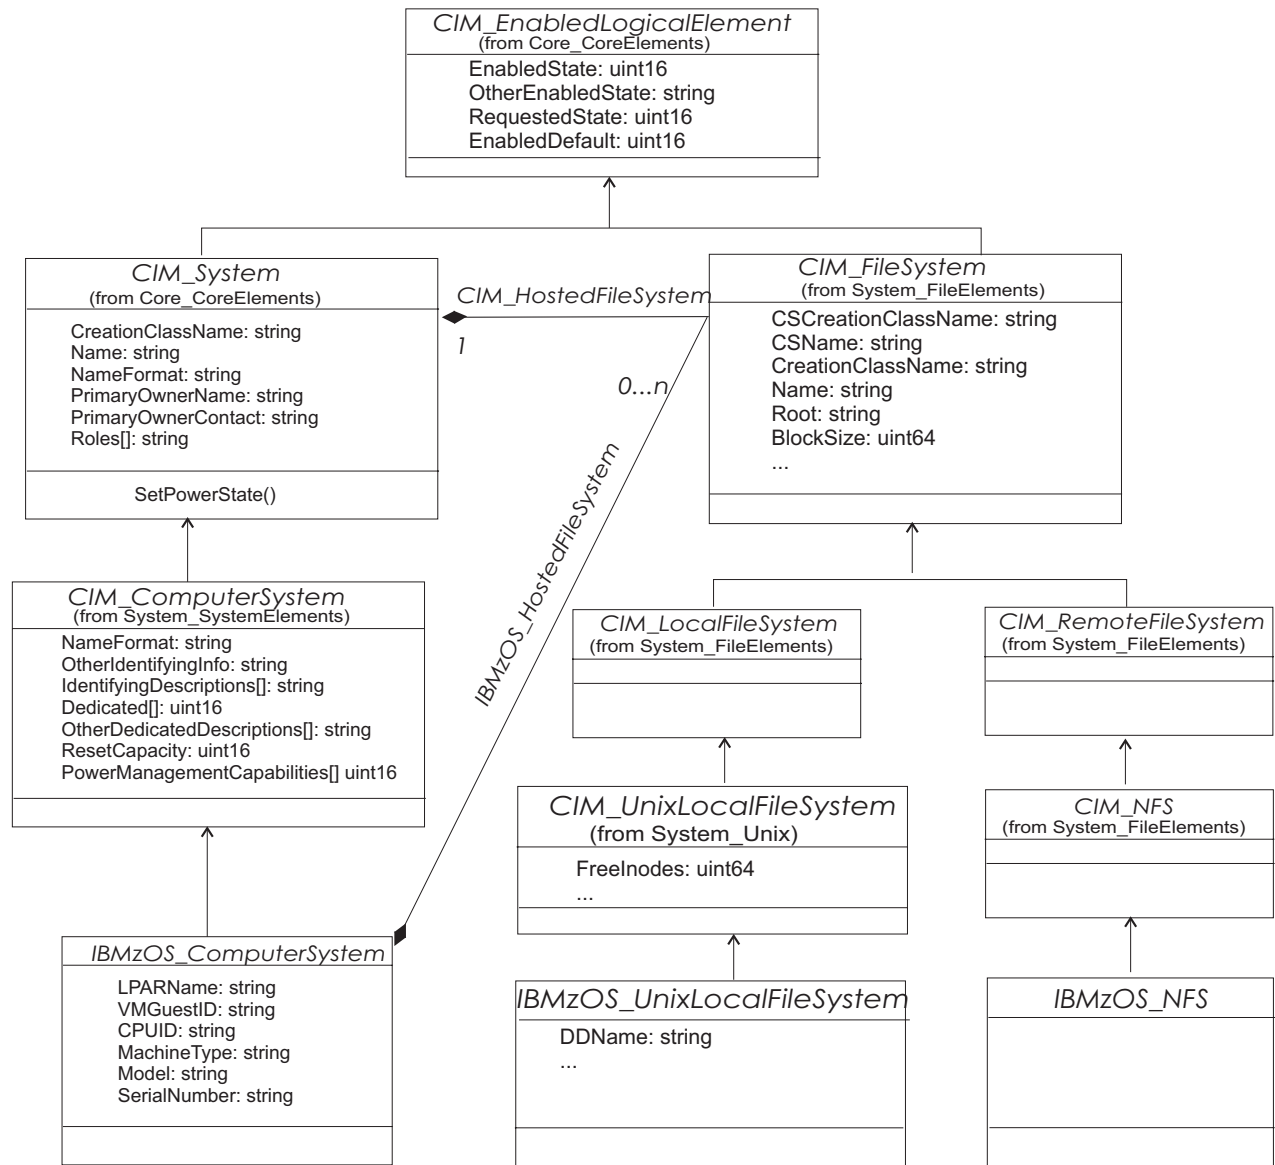 CIM_EnabledLogicalElement
(from Core_CoreElements)
EnabledState: uint16
OtherEnabledState: string
RequestedState: uint16
EnabledDefault: uint16
CIM_System
(from Core_CoreElements)
CreationClassName: string
Name: string
NameFormat: string
PrimaryOwnerName: string
PrimaryOwnerContact: string
Roles[]: string
SetPowerState()
CIM_HostedFileSystem
1
0...n
IBMzOS_HostedFileSystem
CIM_FileSystem
(from System_FileElements)
CSCreationClassName: string
CSName: string
CreationClassName: string
Name: string
Root: string
BlockSize: uint64
...
CIM_ComputerSystem
(from System_SystemElements)
NameFormat: string
OtherIdentifyingInfo: string
IdentifyingDescriptions[]: string
Dedicated[]: uint16
OtherDedicatedDescriptions[]: string
ResetCapacity: uint16
PowerManagementCapabilities[] uint16
CIM_LocalFileSystem
(from System_FileElements)
CIM_RemoteFileSystem
(from System_FileElements)
CIM_UnixLocalFileSystem
(from System_Unix)
FreeInodes: uint64
...
CIM_NFS
(from System_FileElements)
IBMzOS_ComputerSystem
LPARName: string
VMGuestID: string
CPUID: string
MachineType: string
Model: string
SerialNumber: string
IBMzOS_UnixLocalFileSystem
DDName: string
...
IBMzOS_NFS